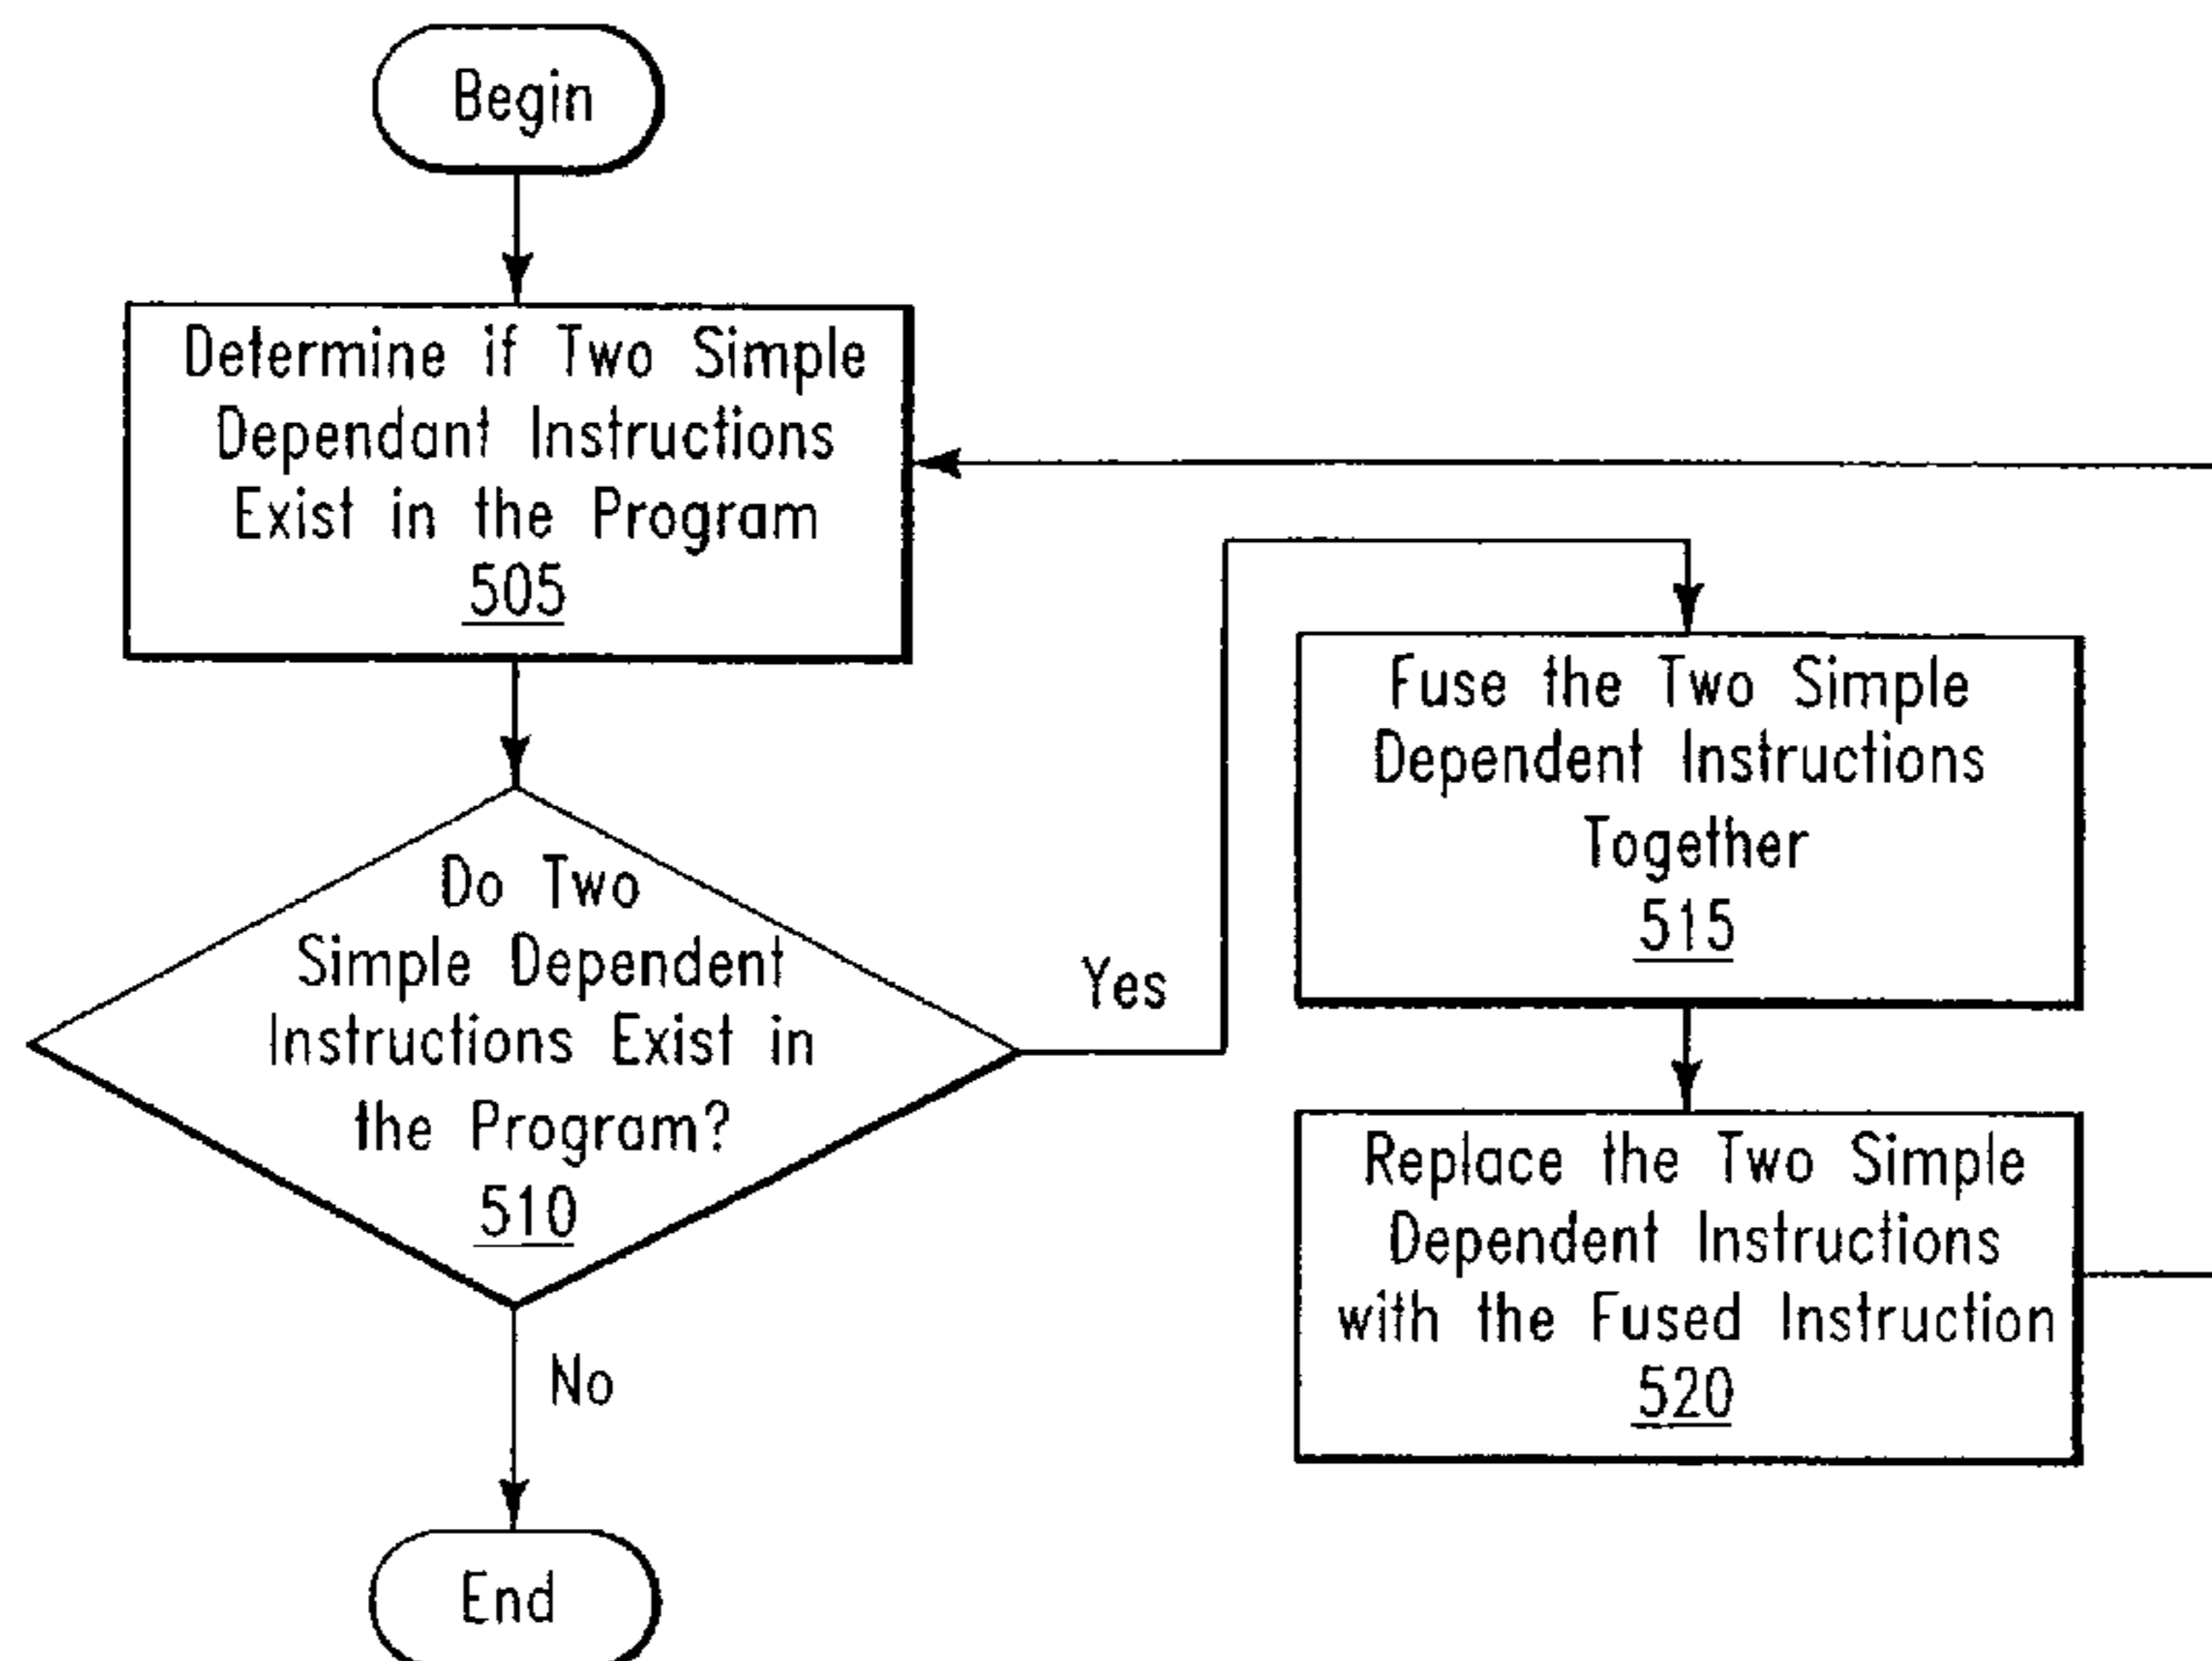 Begin
Determine if Two Simple
Dependant Instructions
Exist in the Program
505
Do Two
Simple Dependent
Instructions Exist in
the Program?
510
Yes
No
End
Fuse the Two Simple
Dependent Instructions
Together
515
Replace the Two Simple
Dependent Instructions
with the Fused Instruction
520